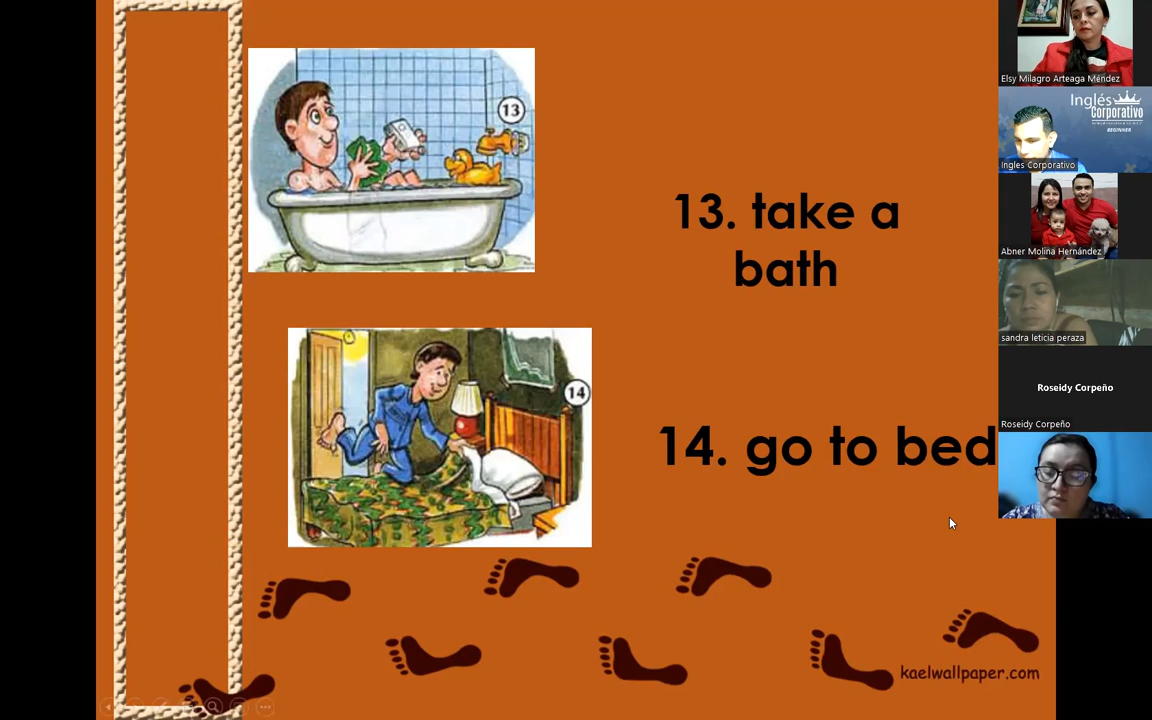 13
13. take a
bath
14
14. go to bed
kaelwallpaper.com
Elsy Milagro Arteaga Méndez
Inglés
Corporativo
BEGINNER
Ingles Corporativo
Abner Molina Hernández
sandra leticia peraza
Roseidy Corpeño
Roseidy Corpeño